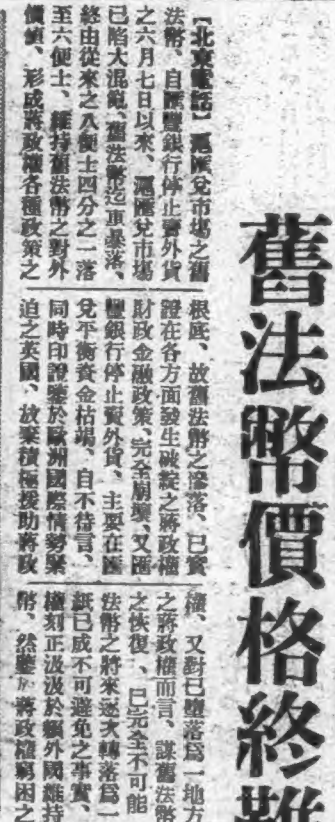 舊法幣價格終難
【北京電話】滬匯兌市場之舊
法幣、自匯豐銀行停止賣外貨
之六月七日以來、滬匯兌市場
已陷大混亂、舊法幣迄重暴落、
終由從來之八便士四分之一落
至六便士、維持舊法幣之對外
價値、形成蔣政權各種政策之
根底、故舊法幣之慘落、已實
證在各方面發生破綻之蔣政權
財政金融政策、完全崩壞、又匯
豐銀行停止賣外貨、主要在匯
兌平衡資金枯竭、自不待言、
同時印證鑒於歐洲國際情勢緊
迫之英國、放棄積極援助蔣政
權、又對已墮落爲一地方
之蔣政權而言、謀舊法幣
之恢復、已完全不可能
法幣之將來逐次轉落爲一
紙已成不可避免之事實、
權刻正汲汲於賴外國維持
幣、然鑒於蔣政權窮困之